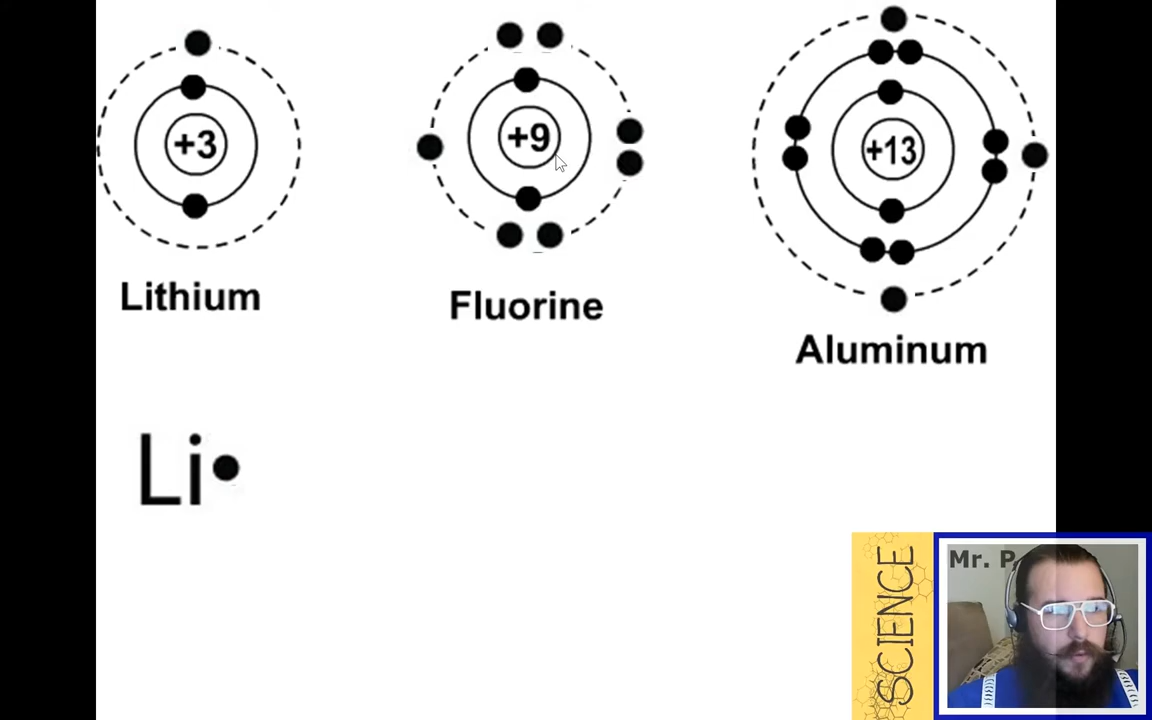 +3
+9
+13
Lithium
Fluorine
Aluminum
Li•
SCIENCE
Mr. P.